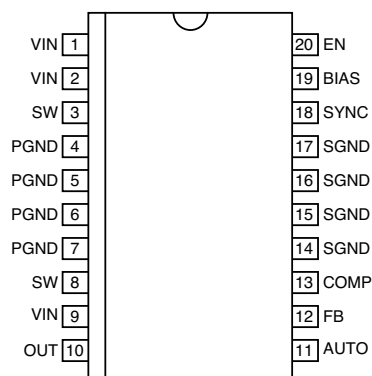 VIN 1 20 EN
VIN 2 19 BIAS
SW 3 18 SYNC
PGND 4 17 SGND
PGND 5 16 SGND
PGND 6 15 SGND
PGND 7 14 SGND
SW 8 13 COMP
VIN 9 12 FB
OUT 10 11 AUTO